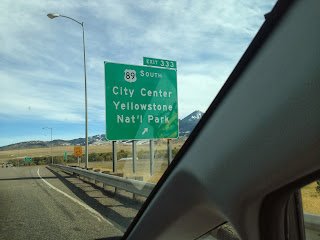 EXIT 333
89 SOUTH
City Center
Yellowstone
Nat'l Park